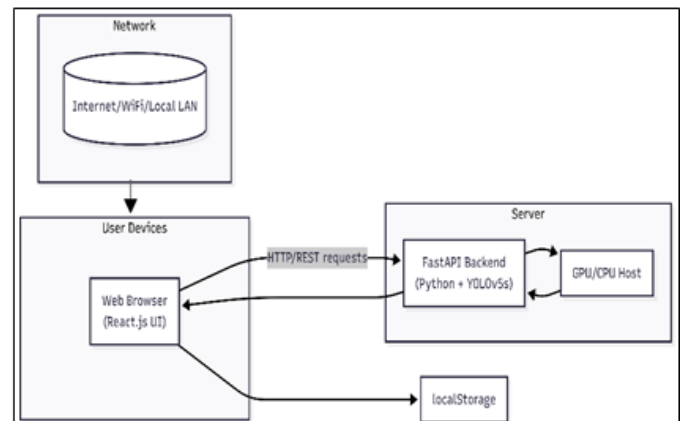 Network
Internet/WiFi/Local LAN
User Devices
Server
HTTP/REST requests
FastAPI Backend
(Python + YOLOv5s)
GPU/CPU Host
Web Browser
(React.js UI)
localStorage